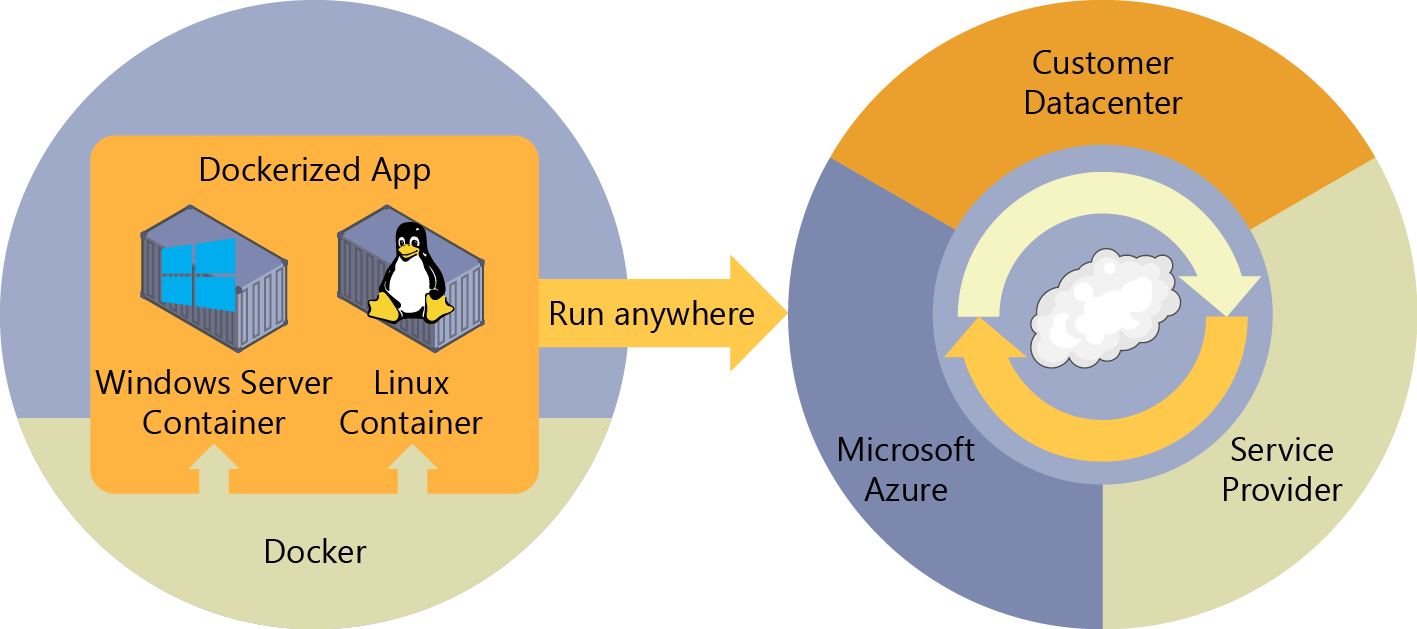 Dockerized App
Windows Server
Container
Linux
Container
Docker
Run anywhere
Customer
Datacenter
Microsoft
Azure
Service
Provider